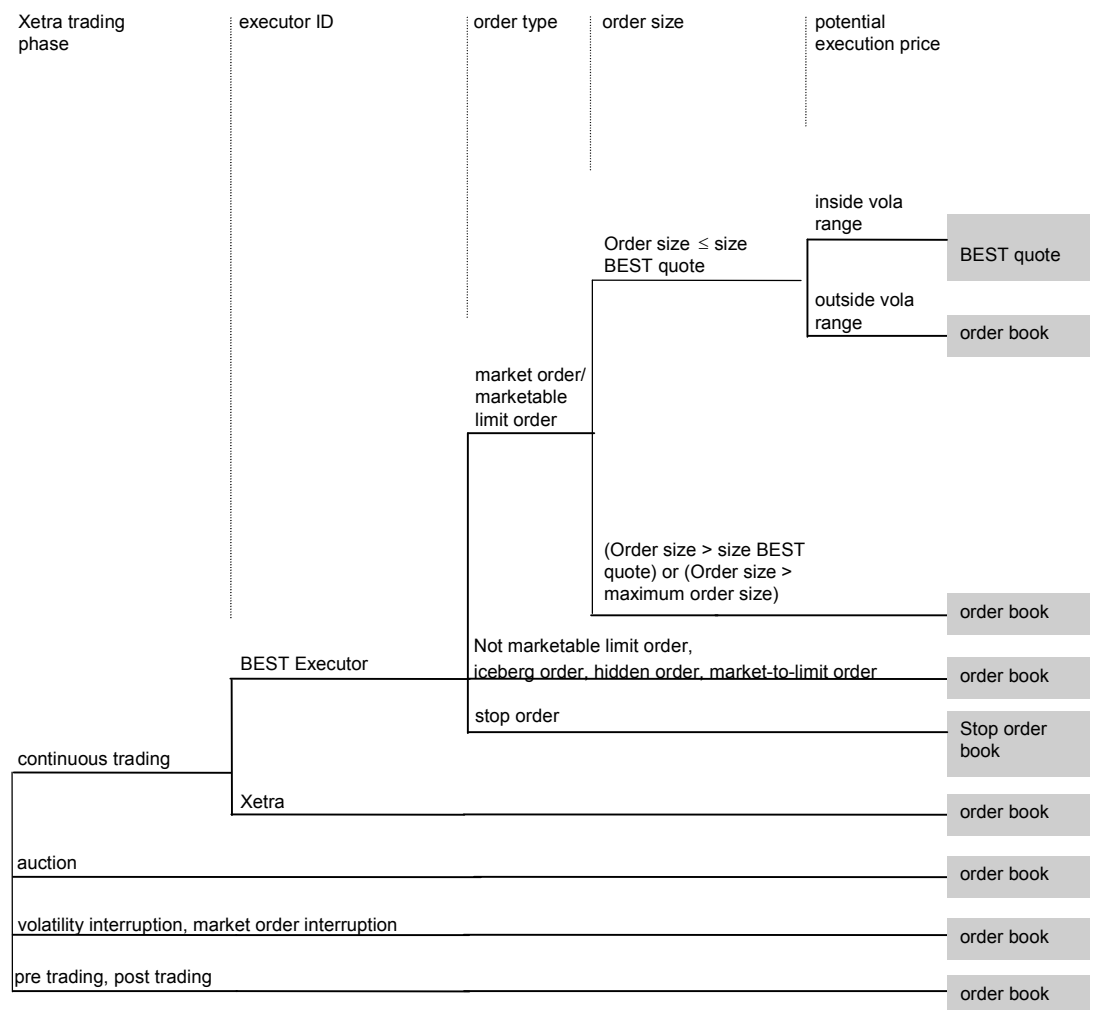 Xetra trading
phase
executor ID
order type
order size
potential
execution price
inside vola
range
BEST quote
Order size ≤ size
BEST quote
outside vola
range
order book
market order/
marketable
limit order
(Order size > size BEST
quote) or (Order size >
maximum order size)
order book
BEST Executor
Not marketable limit order,
iceberg order, hidden order, market-to-limit order
order book
stop order
Stop order
book
continuous trading
Xetra
order book
auction
order book
volatility interruption, market order interruption
order book
pre trading, post trading
order book